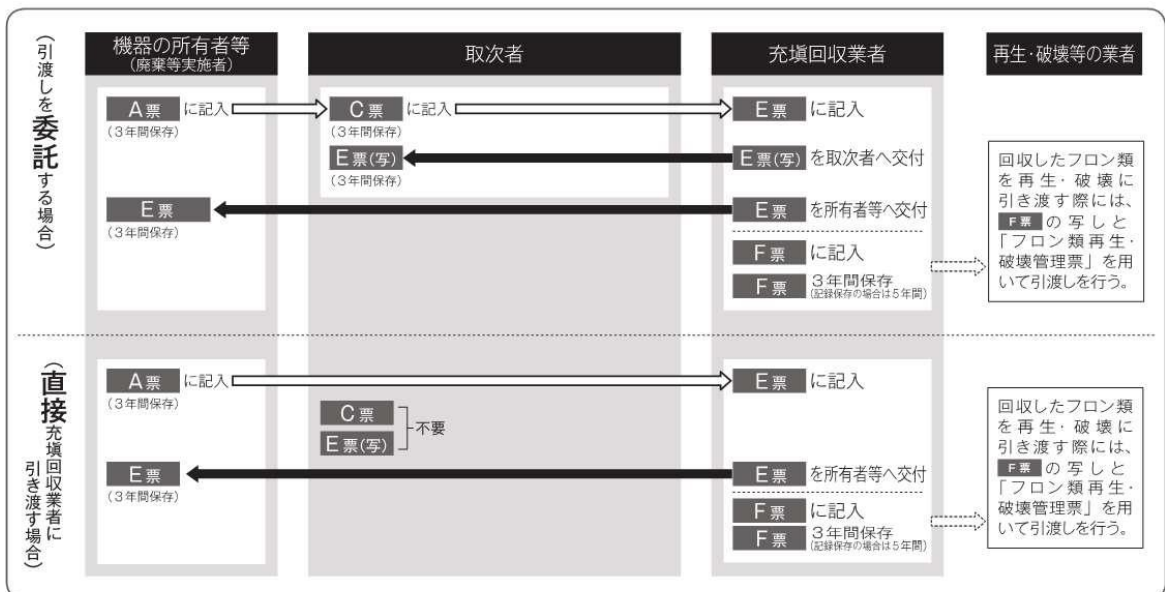 機器の所有者等
(廃棄等実施者)
取次者
充塡回収業者
再生・破壊等の業者
(引渡しを委託する場合)
A票 に記入
(3年間保存)
C票 に記入
(3年間保存)
E票 に記入
E票(写)
(3年間保存)
E票(写) を取次者へ交付
E票
(3年間保存)
E票 を所有者等へ交付
F票 に記入
F票 3年間保存
(記録保存の場合は5年間)
回収したフロン類
を再生・破壊に
引き渡す際には、
F票 の写しと
「フロン類再生・
破壊管理票」を用
いて引渡しを行う。
(直接充塡回収業者に
引き渡す場合)
A票 に記入
(3年間保存)
E票 に記入
C票
E票(写)
不要
E票
(3年間保存)
E票 を所有者等へ交付
F票 に記入
F票 3年間保存
(記録保存の場合は5年間)
回収したフロン類
を再生・破壊に
引き渡す際には、
F票 の写しと
「フロン類再生・
破壊管理票」を用
いて引渡しを行う。